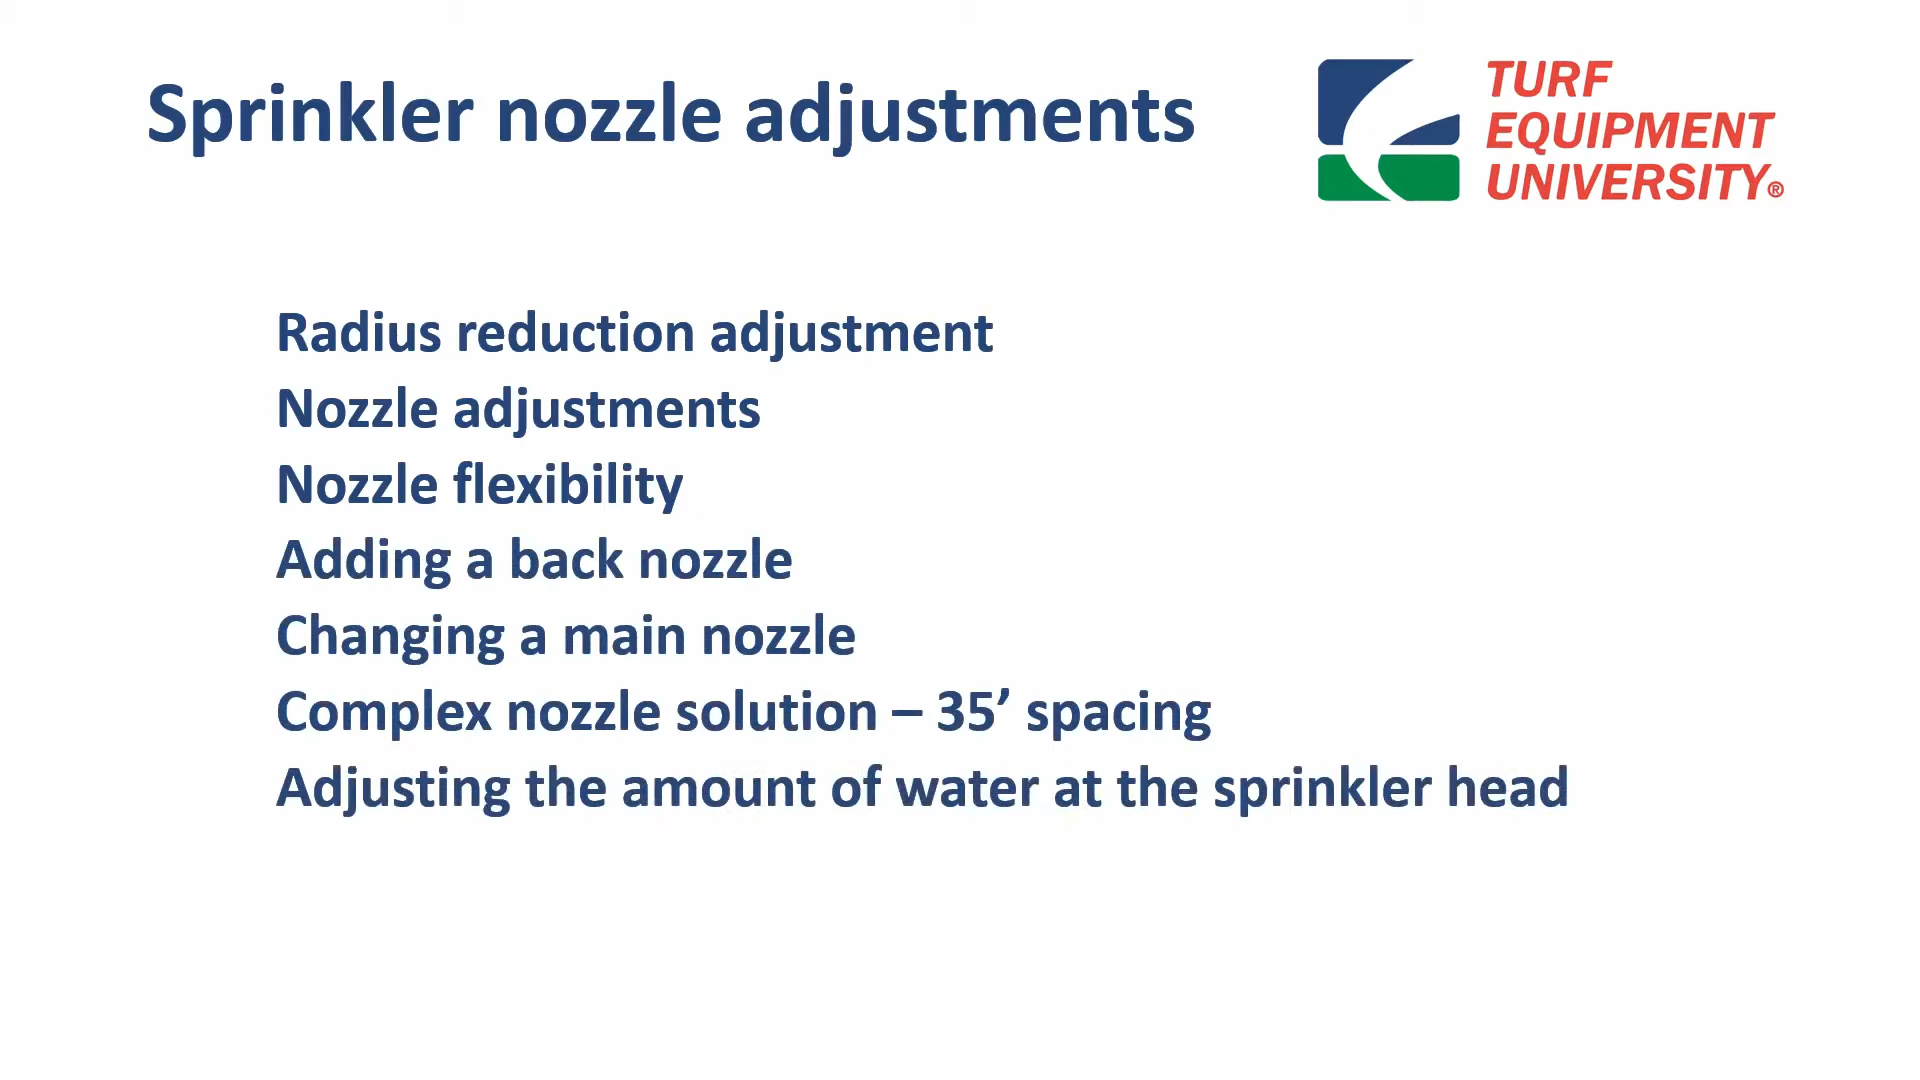 Sprinkler nozzle adjustments
TURF
EQUIPMENT
UNIVERSITY®
Radius reduction adjustment
Nozzle adjustments
Nozzle flexibility
Adding a back nozzle
Changing a main nozzle
Complex nozzle solution – 35’ spacing
Adjusting the amount of water at the sprinkler head